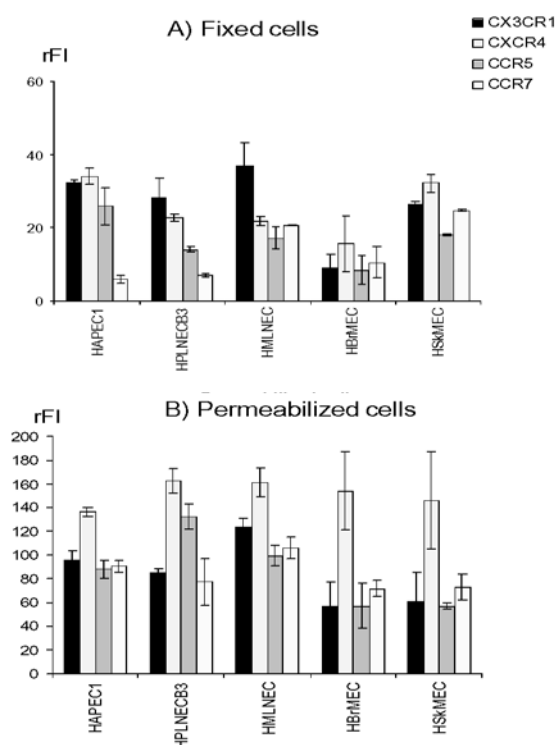 A) Fixed cells
CX3CR1
CXCR4
CCR5
CCR7
rFI
60
40
20
0
HAPEC1
HPLNECB3
HMLNEC
HBrMEC
HSkMEC
B) Permeabilized cells
rFI
200
180
160
140
120
100
80
60
40
20
0
HAPEC1
HPLNECB3
HMLNEC
HBrMEC
HSkMEC